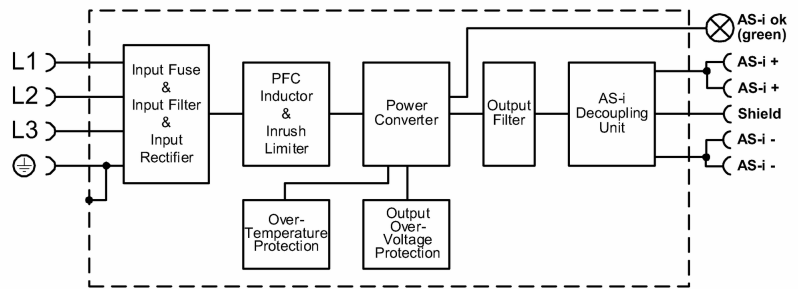 L1
L2
L3
Input Fuse
&
Input Filter
&
Input
Rectifier
PFC
Inductor
&
Inrush
Limiter
Power
Converter
Output
Filter
AS-i
Decoupling
Unit
AS-i ok
(green)
AS-i +
AS-i +
Shield
AS-i -
AS-i -
Over-
Temperature
Protection
Output
Over-
Voltage
Protection